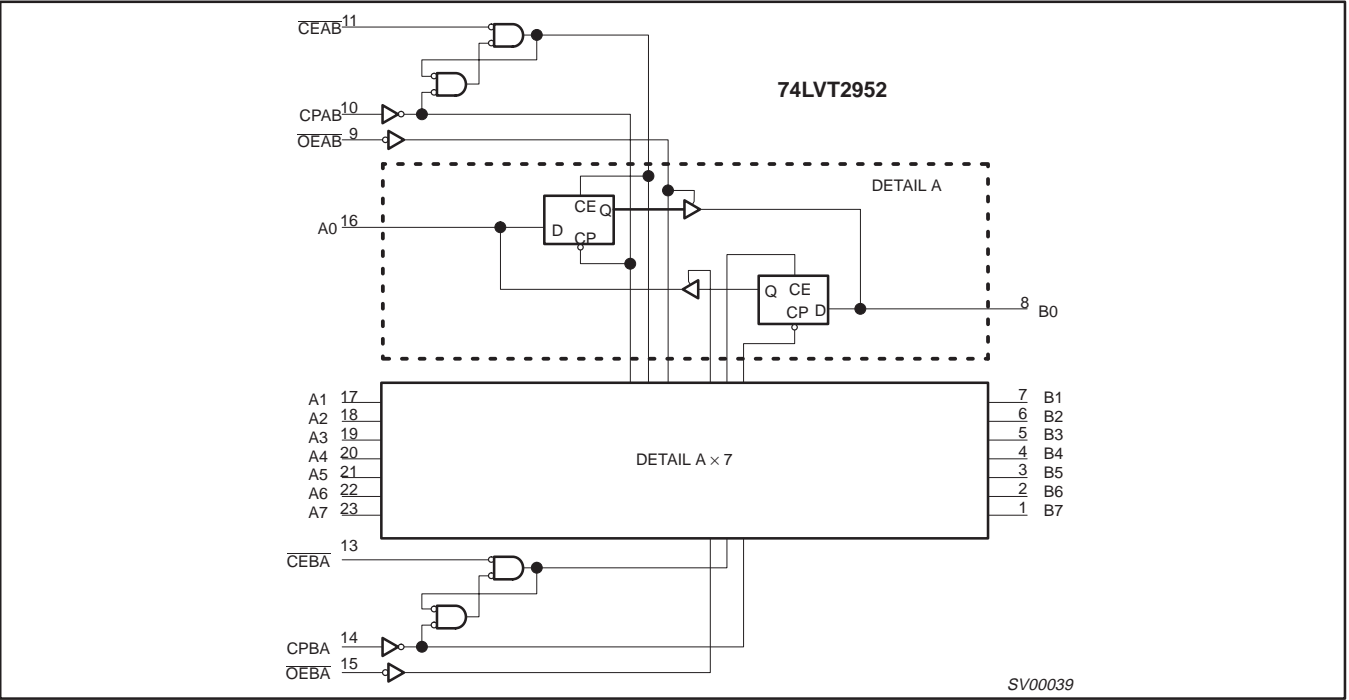 CEAB 11
74LVT2952
CPAB 10
OEAB 9
DETAIL A
CE Q
D
CP
A0 16
Q CE
CP D
8 B0
A1 17
7 B1
A2 18
6 B2
A3 19
5 B3
A4 20
DETAIL A × 7
4 B4
A5 21
3 B5
A6 22
2 B6
A7 23
1 B7
CEBA 13
CPBA 14
OEBA 15
SV00039